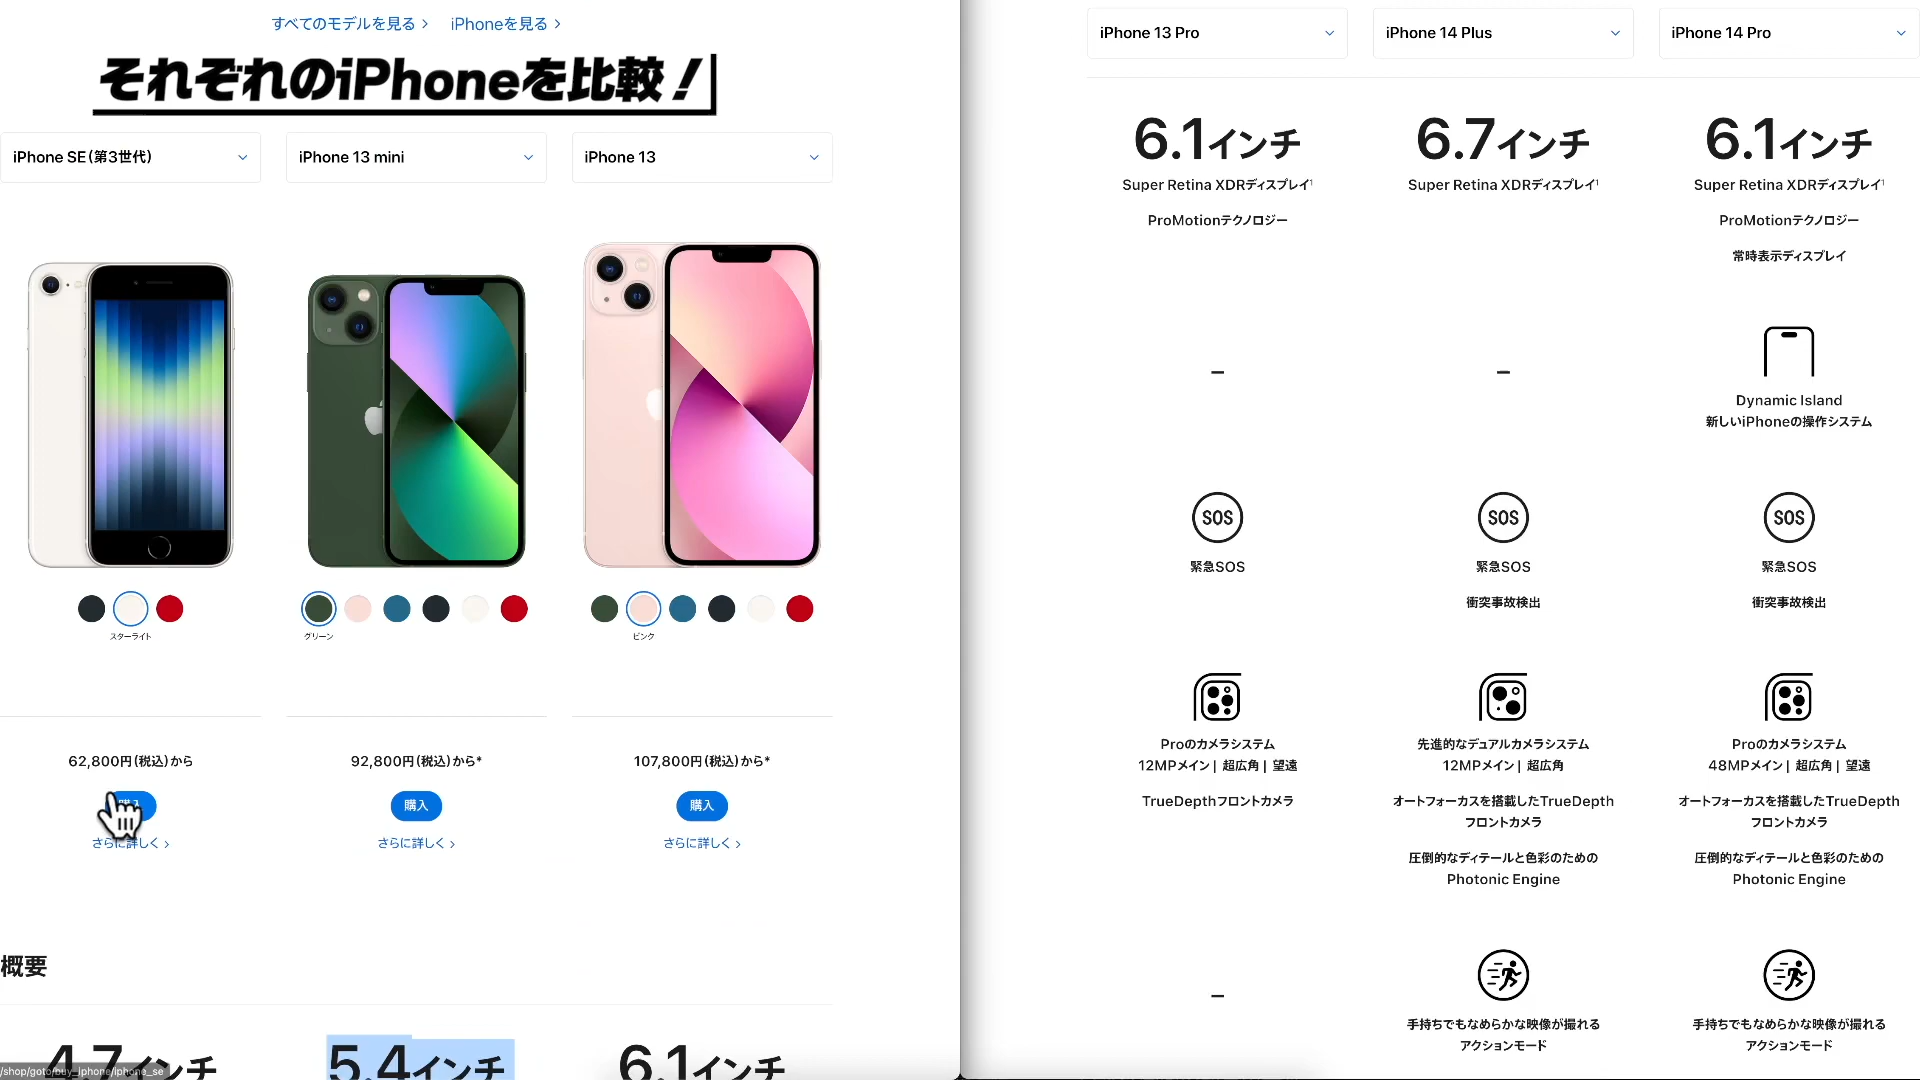 すべてのモデルを見る > iPhoneを見る >
それぞれのiPhoneを比較！
iPhone SE（第3世代）
iPhone 13 mini
iPhone 13
スターライト
グリーン
ピンク
62,800円（税込）から
92,800円（税込）から*
107,800円（税込）から*
購入
購入
さらに詳しく >
さらに詳しく >
さらに詳しく >
概要
4.7インチ
5.4インチ
6.1インチ
/shop/goto/buy_iphone/iphone_se
iPhone 13 Pro
iPhone 14 Plus
iPhone 14 Pro
6.1インチ
6.7インチ
6.1インチ
Super Retina XDRディスプレイ¹
Super Retina XDRディスプレイ¹
Super Retina XDRディスプレイ¹
ProMotionテクノロジー
ProMotionテクノロジー
常時表示ディスプレイ
–
–
Dynamic Island
新しいiPhoneの操作システム
SOS
SOS
SOS
緊急SOS
緊急SOS
緊急SOS
衝突事故検出
衝突事故検出
Proのカメラシステム
12MPメイン | 超広角 | 望遠
TrueDepthフロントカメラ
先進的なデュアルカメラシステム
12MPメイン | 超広角
オートフォーカスを搭載したTrueDepth
フロントカメラ
圧倒的なディテールと色彩のための
Photonic Engine
Proのカメラシステム
48MPメイン | 超広角 | 望遠
オートフォーカスを搭載したTrueDepth
フロントカメラ
圧倒的なディテールと色彩のための
Photonic Engine
–
手持ちでもなめらかな映像が撮れる
アクションモード
手持ちでもなめらかな映像が撮れる
アクションモード